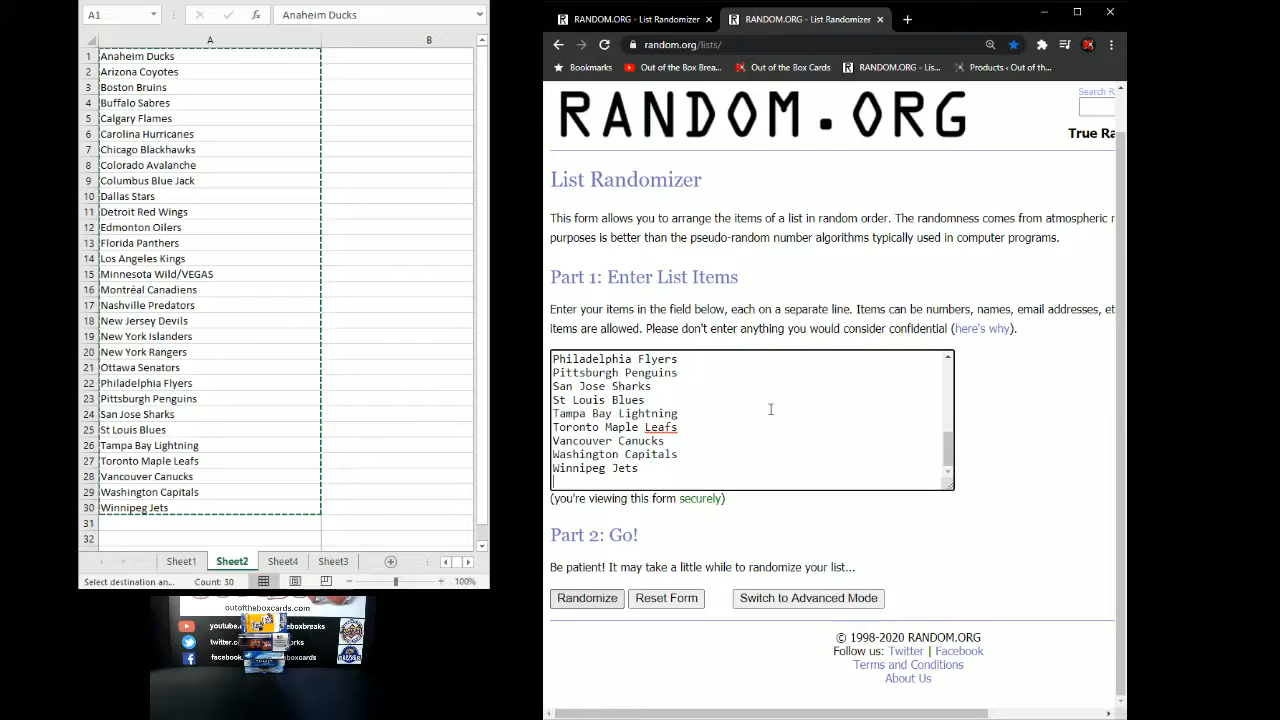 A1
Anaheim Ducks
A
B
1 Anaheim Ducks
2 Arizona Coyotes
3 Boston Bruins
4 Buffalo Sabres
5 Calgary Flames
6 Carolina Hurricanes
7 Chicago Blackhawks
8 Colorado Avalanche
9 Columbus Blue Jack
10 Dallas Stars
11 Detroit Red Wings
12 Edmonton Oilers
13 Florida Panthers
14 Los Angeles Kings
15 Minnesota Wild/VEGAS
16 Montréal Canadiens
17 Nashville Predators
18 New Jersey Devils
19 New York Islanders
20 New York Rangers
21 Ottawa Senators
22 Philadelphia Flyers
23 Pittsburgh Penguins
24 San Jose Sharks
25 St Louis Blues
26 Tampa Bay Lightning
27 Toronto Maple Leafs
28 Vancouver Canucks
29 Washington Capitals
30 Winnipeg Jets
31
32
Sheet1 Sheet2 Sheet4 Sheet3
Select destination an... Count: 30 100%
outoftheboxcards.com
youtube.
eboxbreaks
twitter.
facebook.
boxcards
RANDOM.ORG - List Randomizer
RANDOM.ORG - List Randomizer
random.org/lists/
Bookmarks Out of the Box Brea... Out of the Box Cards RANDOM.ORG - Lis... Products ‹ Out of th...
RANDOM.ORG
Search R
True Ra
List Randomizer
This form allows you to arrange the items of a list in random order. The randomness comes from atmospheric
purposes is better than the pseudo-random number algorithms typically used in computer programs.
Part 1: Enter List Items
Enter your items in the field below, each on a separate line. Items can be numbers, names, email addresses, et
items are allowed. Please don't enter anything you would consider confidential (here's why).
Philadelphia Flyers
Pittsburgh Penguins
San Jose Sharks
St Louis Blues
Tampa Bay Lightning
Toronto Maple Leafs
Vancouver Canucks
Washington Capitals
Winnipeg Jets
(you're viewing this form securely)
Part 2: Go!
Be patient! It may take a little while to randomize your list...
Randomize Reset Form Switch to Advanced Mode
© 1998-2020 RANDOM.ORG
Follow us: Twitter | Facebook
Terms and Conditions
About Us